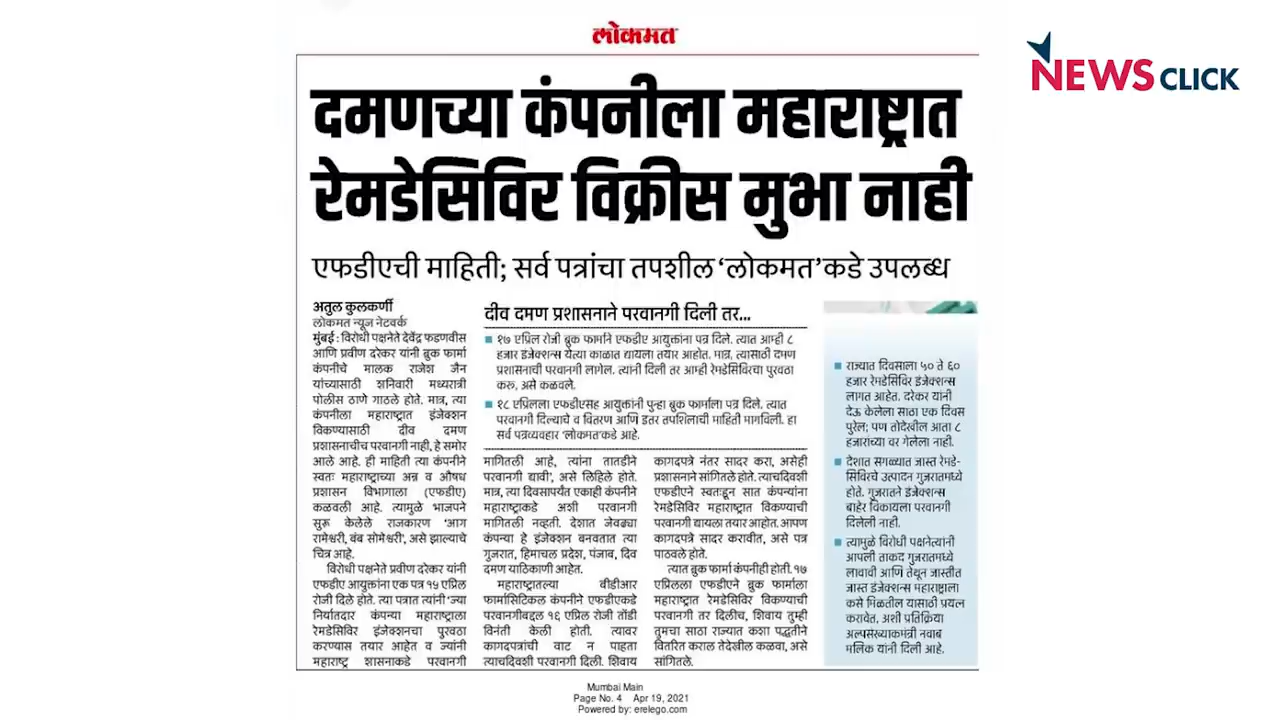 लोकमत
NEWS CLICK
दमणच्या कंपनीला महाराष्ट्रात
रेमडेसिविर विक्रीस मुभा नाही
एफडीएची माहिती; सर्व पत्रांचा तपशील ‘लोकमत’कडे उपलब्ध
अतुल कुलकर्णी
लोकमत न्यूज नेटवर्क
मुंबई : विरोधी पक्षनेते देवेंद्र फडणवीस
आणि प्रवीण दरेकर यांनी ब्रुक फार्मा
कंपनीचे मालक राजेश जैन
यांच्यासाठी शनिवारी मध्यरात्री
पोलीस ठाणे गाठले होते. मात्र, त्या
कंपनीला महाराष्ट्रात इंजेक्शन
विकण्यासाठी दीव दमण
प्रशासनाचीच परवानगी नाही, हे समोर
आले आहे. ही माहिती त्या कंपनीने
स्वतः महाराष्ट्राच्या अन्न व औषध
प्रशासन विभागाला (एफडीए)
कळवली आहे. त्यामुळे भाजपने
सुरू केलेले राजकारण ‘आग
रामेश्वरी, बंब सोमेश्वरी’, असे झाल्याचे
चित्र आहे.
विरोधी पक्षनेते प्रवीण दरेकर यांनी
एफडीए आयुक्तांना एक पत्र १५ एप्रिल
रोजी दिले होते. त्या पत्रात त्यांनी ‘ज्या
निर्यातदार कंपन्या महाराष्ट्राला
रेमडेसिविर इंजेक्शनचा पुरवठा
करण्यास तयार आहेत व ज्यांनी
महाराष्ट्र शासनाकडे परवानगी
दीव दमण प्रशासनाने परवानगी दिली तर...
१७ एप्रिल रोजी ब्रुक फार्माने एफडीए आयुक्तांना पत्र दिले. त्यात आम्ही ८
हजार इंजेक्शन्स येत्या काळात द्यायला तयार आहोत. मात्र, त्यासाठी दमण
प्रशासनाची परवानगी लागेल. त्यांनी दिली तर आम्ही रेमडेसिविरचा पुरवठा
करू, असे कळवले.
१८ एप्रिलला एफडीएसह आयुक्तांनी पुन्हा ब्रुक फार्माला पत्र दिले. त्यात
परवानगी दिल्याचे व वितरण आणि इतर तपशिलाची माहिती मागविली. हा
सर्व पत्रव्यवहार ‘लोकमत’कडे आहे.
मागितली आहे, त्यांना तातडीने
परवानगी द्यावी’, असे लिहिले होते.
मात्र, त्या दिवसापर्यंत एकाही कंपनीने
महाराष्ट्राकडे अशी परवानगी
मागितली नव्हती. देशात जेवढ्या
कंपन्या हे इंजेक्शन बनवतात त्या
गुजरात, हिमाचल प्रदेश, पंजाब, दिव
दमण याठिकाणी आहेत.
महाराष्ट्रातल्या बीडीआर
फार्मासिटिकल कंपनीने एफडीएकडे
परवानगीबद्दल १६ एप्रिल रोजी तोंडी
विनंती केली होती. त्यावर
कागदपत्रांची वाट न पाहता
त्याचदिवशी परवानगी दिली. शिवाय
कागदपत्रे नंतर सादर करा, असेही
प्रशासनाने सांगितले होते. त्याचदिवशी
एफडीएने स्वतःहून सात कंपन्यांना
रेमडेसिविर महाराष्ट्रात विकण्याची
परवानगी द्यायला तयार आहोत. आपण
कागदपत्रे सादर करावीत, असे पत्र
पाठवले होते.
त्यात ब्रुक फार्मा कंपनीही होती. १७
एप्रिलला एफडीएने ब्रुक फार्माला
महाराष्ट्रात रेमडेसिविर विकण्याची
परवानगी तर दिलीच, शिवाय तुम्ही
तुमचा साठा राज्यात कशा पद्धतीने
वितरित कराल तेदेखील कळवा, असे
सांगितले.
राज्यात दिवसाला ५० ते ६०
हजार रेमडेसिविर इंजेक्शन्स
लागत आहेत. दरेकर यांनी
देऊ केलेला साठा एक दिवस
पुरेल; पण तोदेखील आता ८
हजारांच्या वर गेलेला नाही.
देशात सगळ्यात जास्त रेमडे-
सिविरचे उत्पादन गुजरातमध्ये
होते. गुजरातने इंजेक्शन्स
बाहेर विकायला परवानगी
दिलेली नाही.
त्यामुळे विरोधी पक्षनेत्यांनी
आपली ताकद गुजरातमध्ये
लावावी आणि तेथून जास्तीत
जास्त इंजेक्शन्स महाराष्ट्राला
कसे मिळतील यासाठी प्रयत्न
करावेत, अशी प्रतिक्रिया
अल्पसंख्याकमंत्री नवाब
मलिक यांनी दिली आहे.
Mumbai Main
Page No. 4 Apr 19, 2021
Powered by: erelego.com